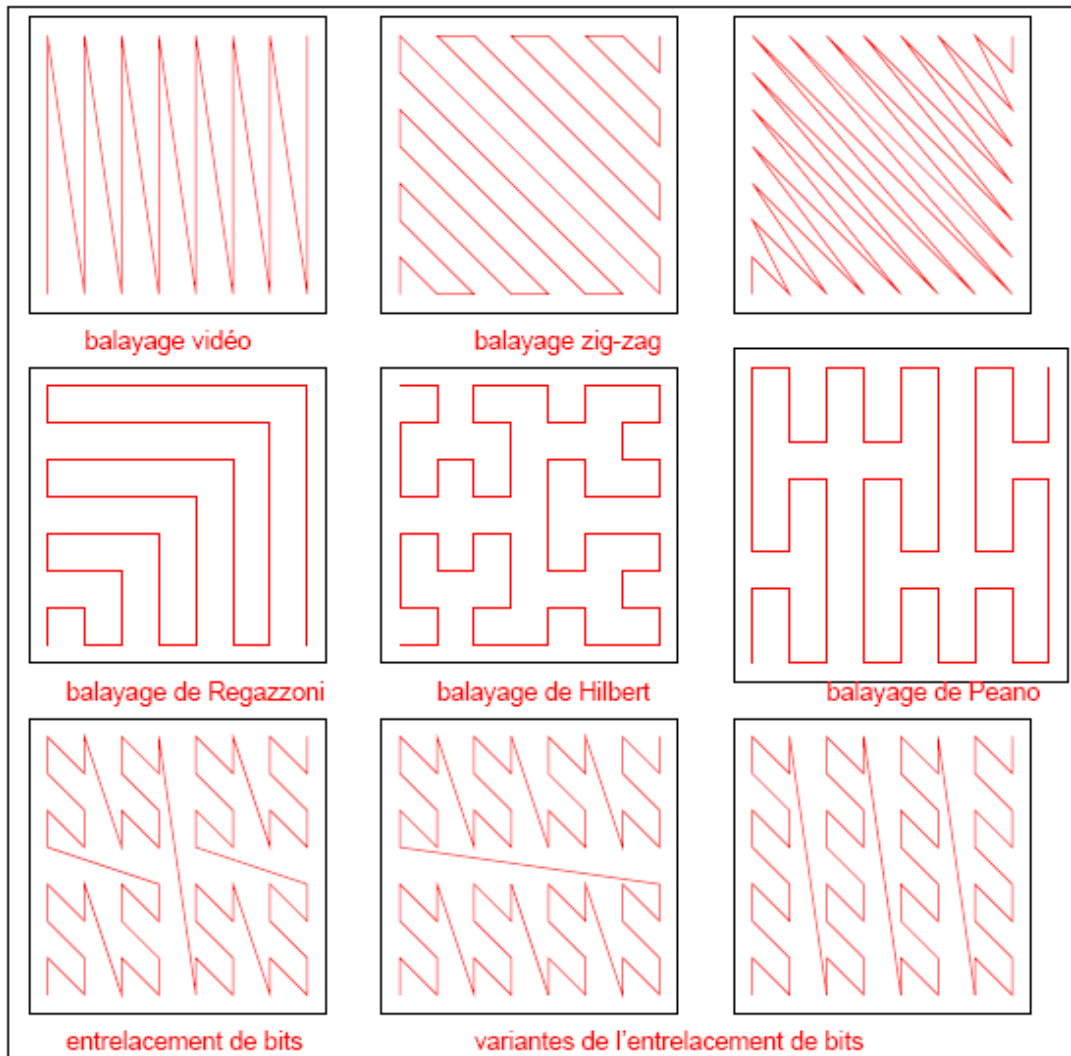 balayage vidéo
balayage zig-zag
balayage de Regazzoni
balayage de Hilbert
balayage de Peano
entrelacement de bits
variantes de l'entrelacement de bits